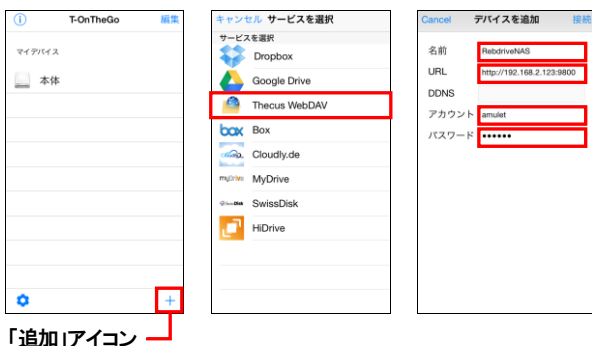 T-OnTheGo
編集
マイデバイス
本体
「追加」アイコン
キャンセル サービスを選択
サービスを選択
Dropbox
Google Drive
Thecus WebDAV
box Box
Cloudly.de
MyDrive MyDrive
SwissDisk
HiDrive
Cancel デバイスを追加 接続
名前 RebdriveNAS
URL http://192.168.2.123:9800
DDNS
アカウント amulet
パスワード ••••••